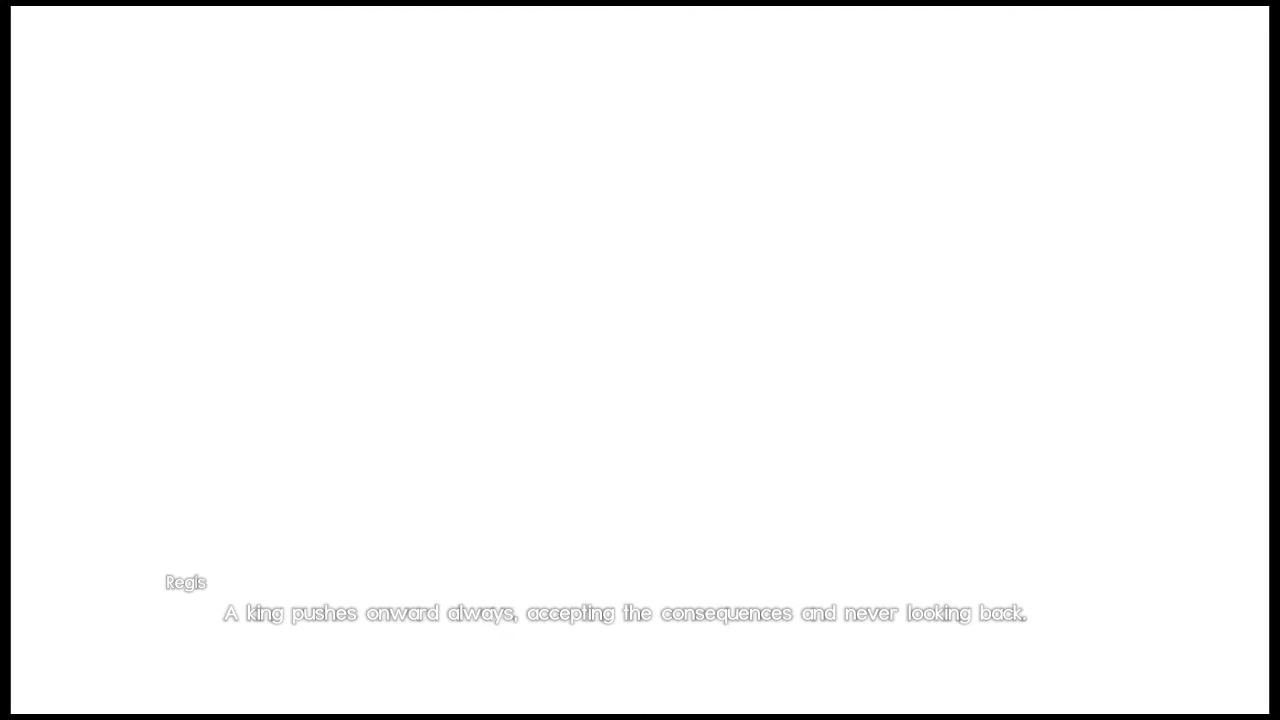 Regis
A king pushes onward always, accepting the consequences and never looking back.